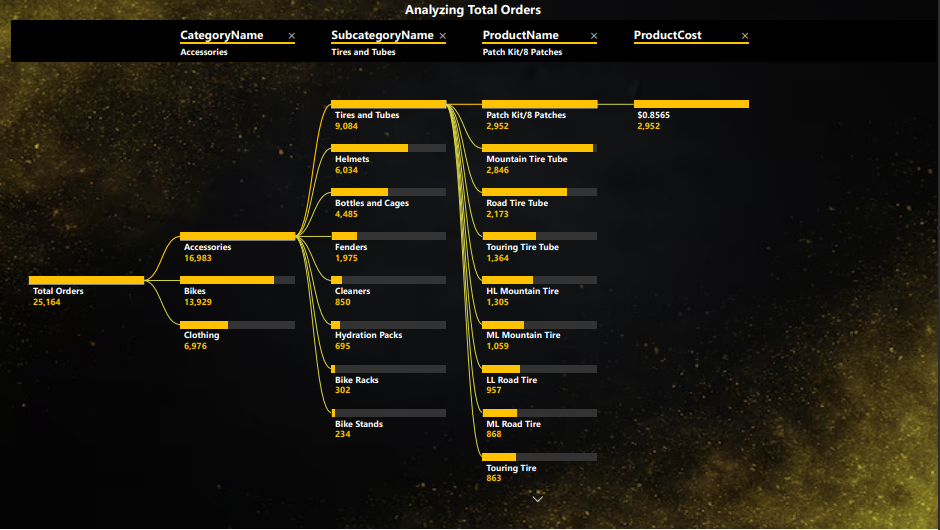 Analyzing Total Orders
CategoryName ×
Accessories
SubcategoryName ×
Tires and Tubes
ProductName ×
Patch Kit/8 Patches
ProductCost ×
Total Orders
25,164
Accessories
16,983
Bikes
13,929
Clothing
6,976
Tires and Tubes
9,084
Helmets
6,034
Bottles and Cages
4,485
Fenders
1,975
Cleaners
850
Hydration Packs
695
Bike Racks
302
Bike Stands
234
Patch Kit/8 Patches
2,952
Mountain Tire Tube
2,846
Road Tire Tube
2,173
Touring Tire Tube
1,364
HL Mountain Tire
1,305
ML Mountain Tire
1,059
LL Road Tire
957
ML Road Tire
868
Touring Tire
863
$0.8565
2,952